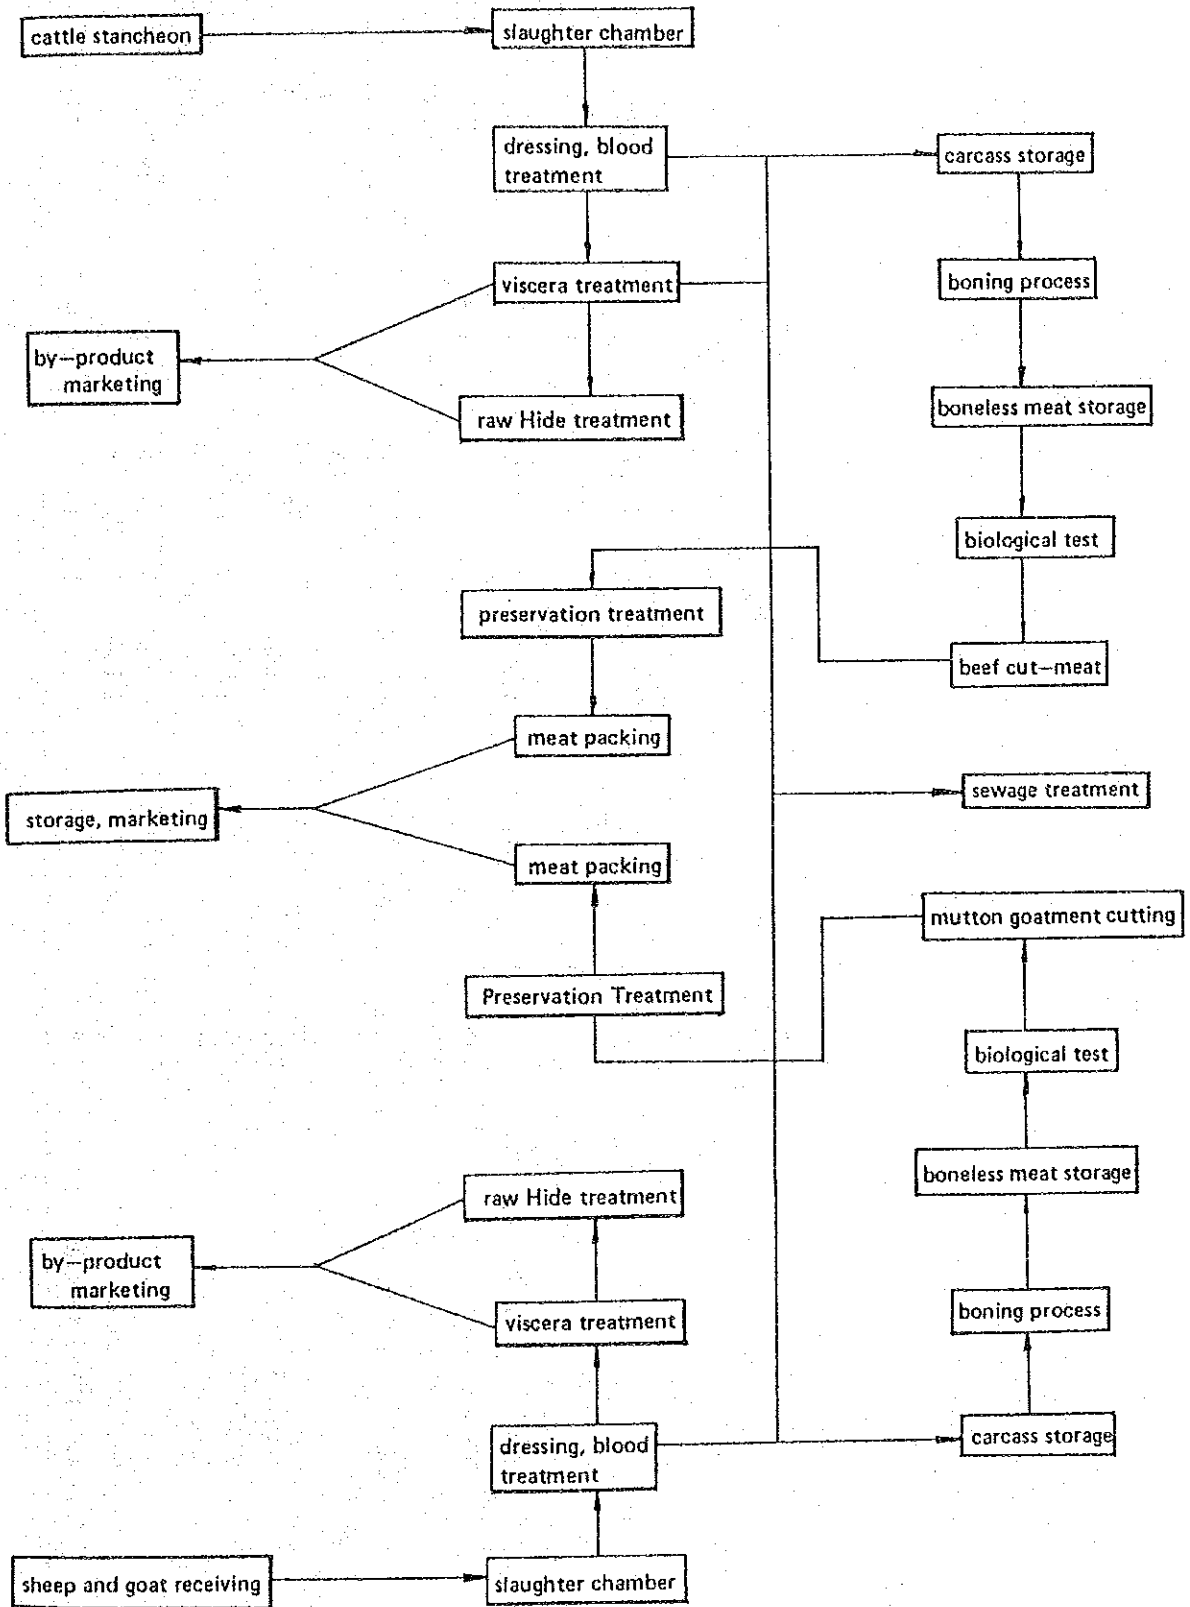 cattle stancheon
slaughter chamber
dressing, blood
treatment
carcass storage
viscera treatment
boning process
by—product
marketing
raw Hide treatment
boneless meat storage
biological test
preservation treatment
beef cut—meat
meat packing
storage, marketing
sewage treatment
meat packing
mutton goatment cutting
Preservation Treatment
biological test
boneless meat storage
raw Hide treatment
by—product
marketing
viscera treatment
boning process
dressing, blood
treatment
carcass storage
sheep and goat receiving
slaughter chamber